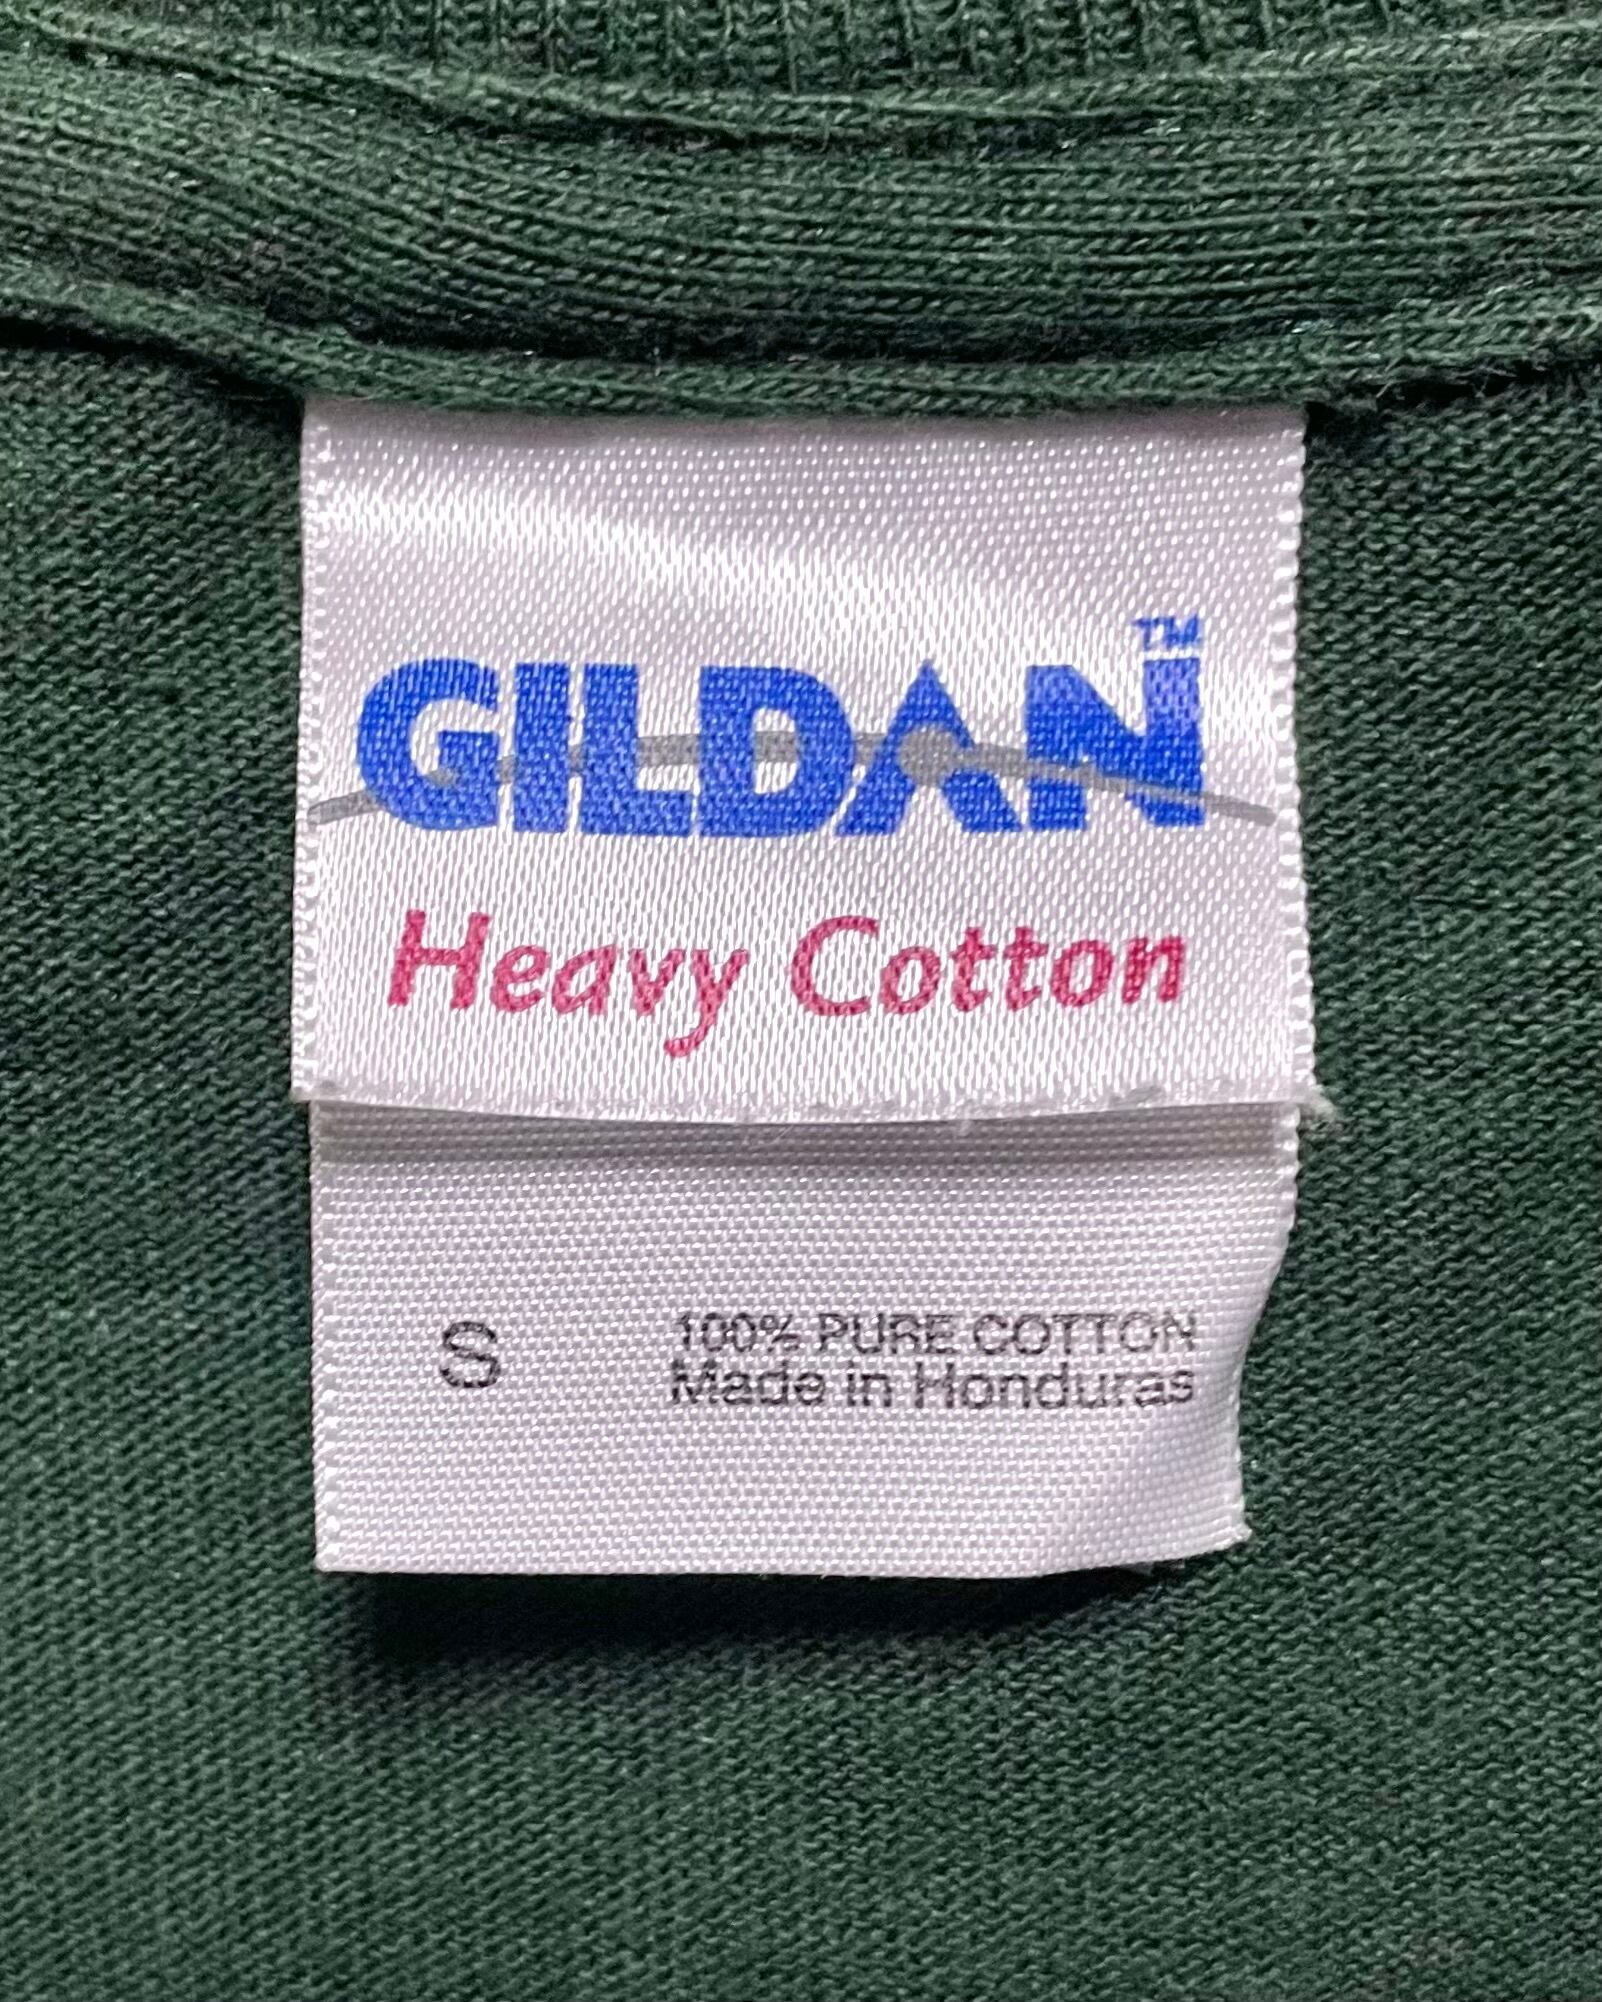 GILDAN™
Heavy Cotton
S
100% PURE COTTON
Made in Honduras